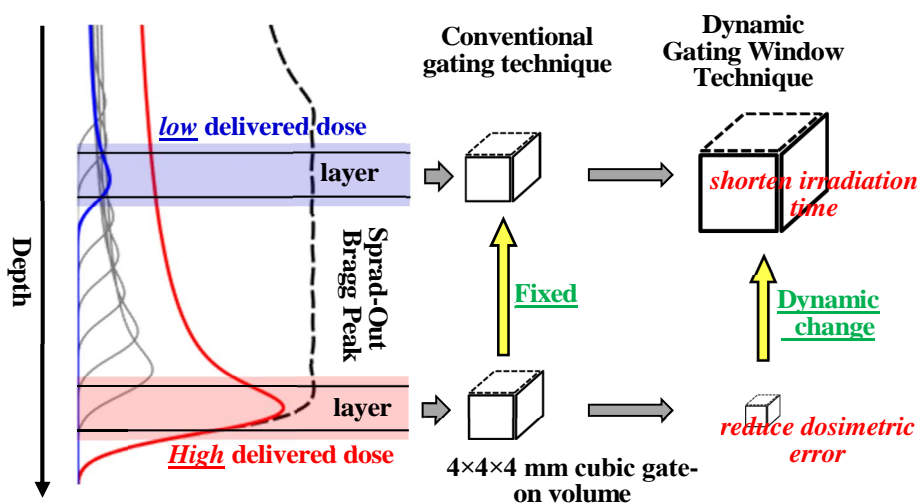 Conventional
gating technique
Dynamic
Gating Window
Technique
low delivered dose
layer
shorten irradiation
time
Depth
Sprad-Out
Bragg Peak
Fixed
Dynamic
change
layer
High delivered dose
reduce dosimetric
error
4×4×4 mm cubic gate-
on volume